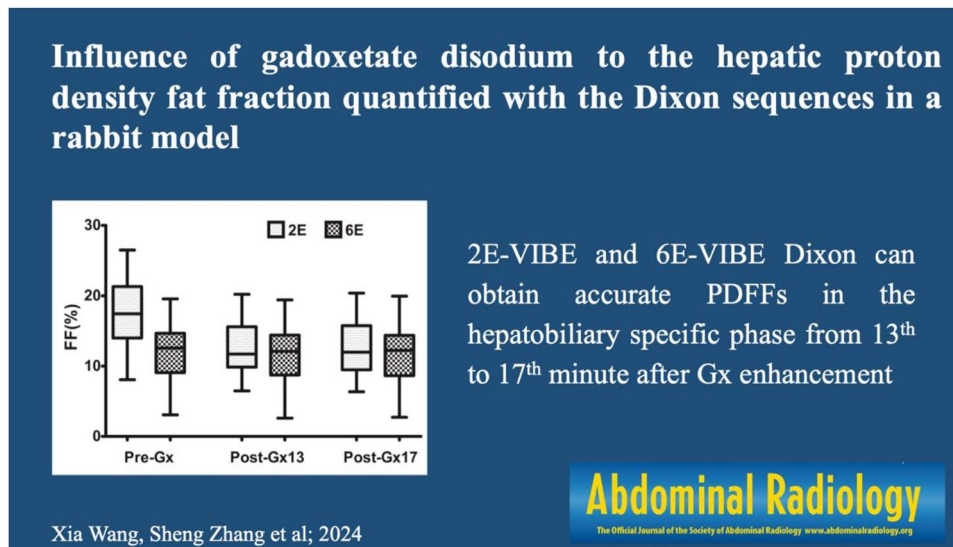 Influence of gadoxetate disodium to the hepatic proton
density fat fraction quantified with the Dixon sequences in a
rabbit model
30
20
10
0
FF(%)
2E
6E
Pre-Gx
Post-Gx13
Post-Gx17
2E-VIBE and 6E-VIBE Dixon can
obtain accurate PDFFs in the
hepatobiliary specific phase from 13th
to 17th minute after Gx enhancement
Xia Wang, Sheng Zhang et al; 2024
Abdominal Radiology
The Official Journal of the Society of Abdominal Radiology www.abdominalradiology.org